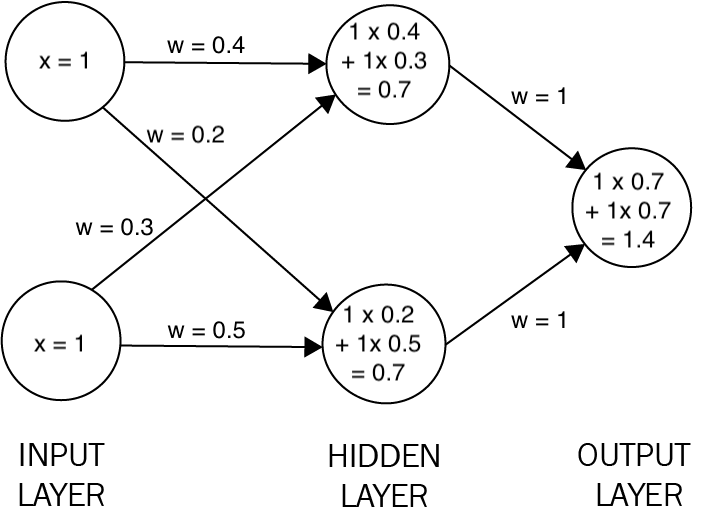 x = 1
w = 0.4
1 x 0.4
+ 1x 0.3
= 0.7
w = 1
w = 0.2
1 x 0.7
+ 1x 0.7
= 1.4
w = 0.3
x = 1
w = 0.5
1 x 0.2
+ 1x 0.5
= 0.7
w = 1
INPUT
LAYER
HIDDEN
LAYER
OUTPUT
LAYER